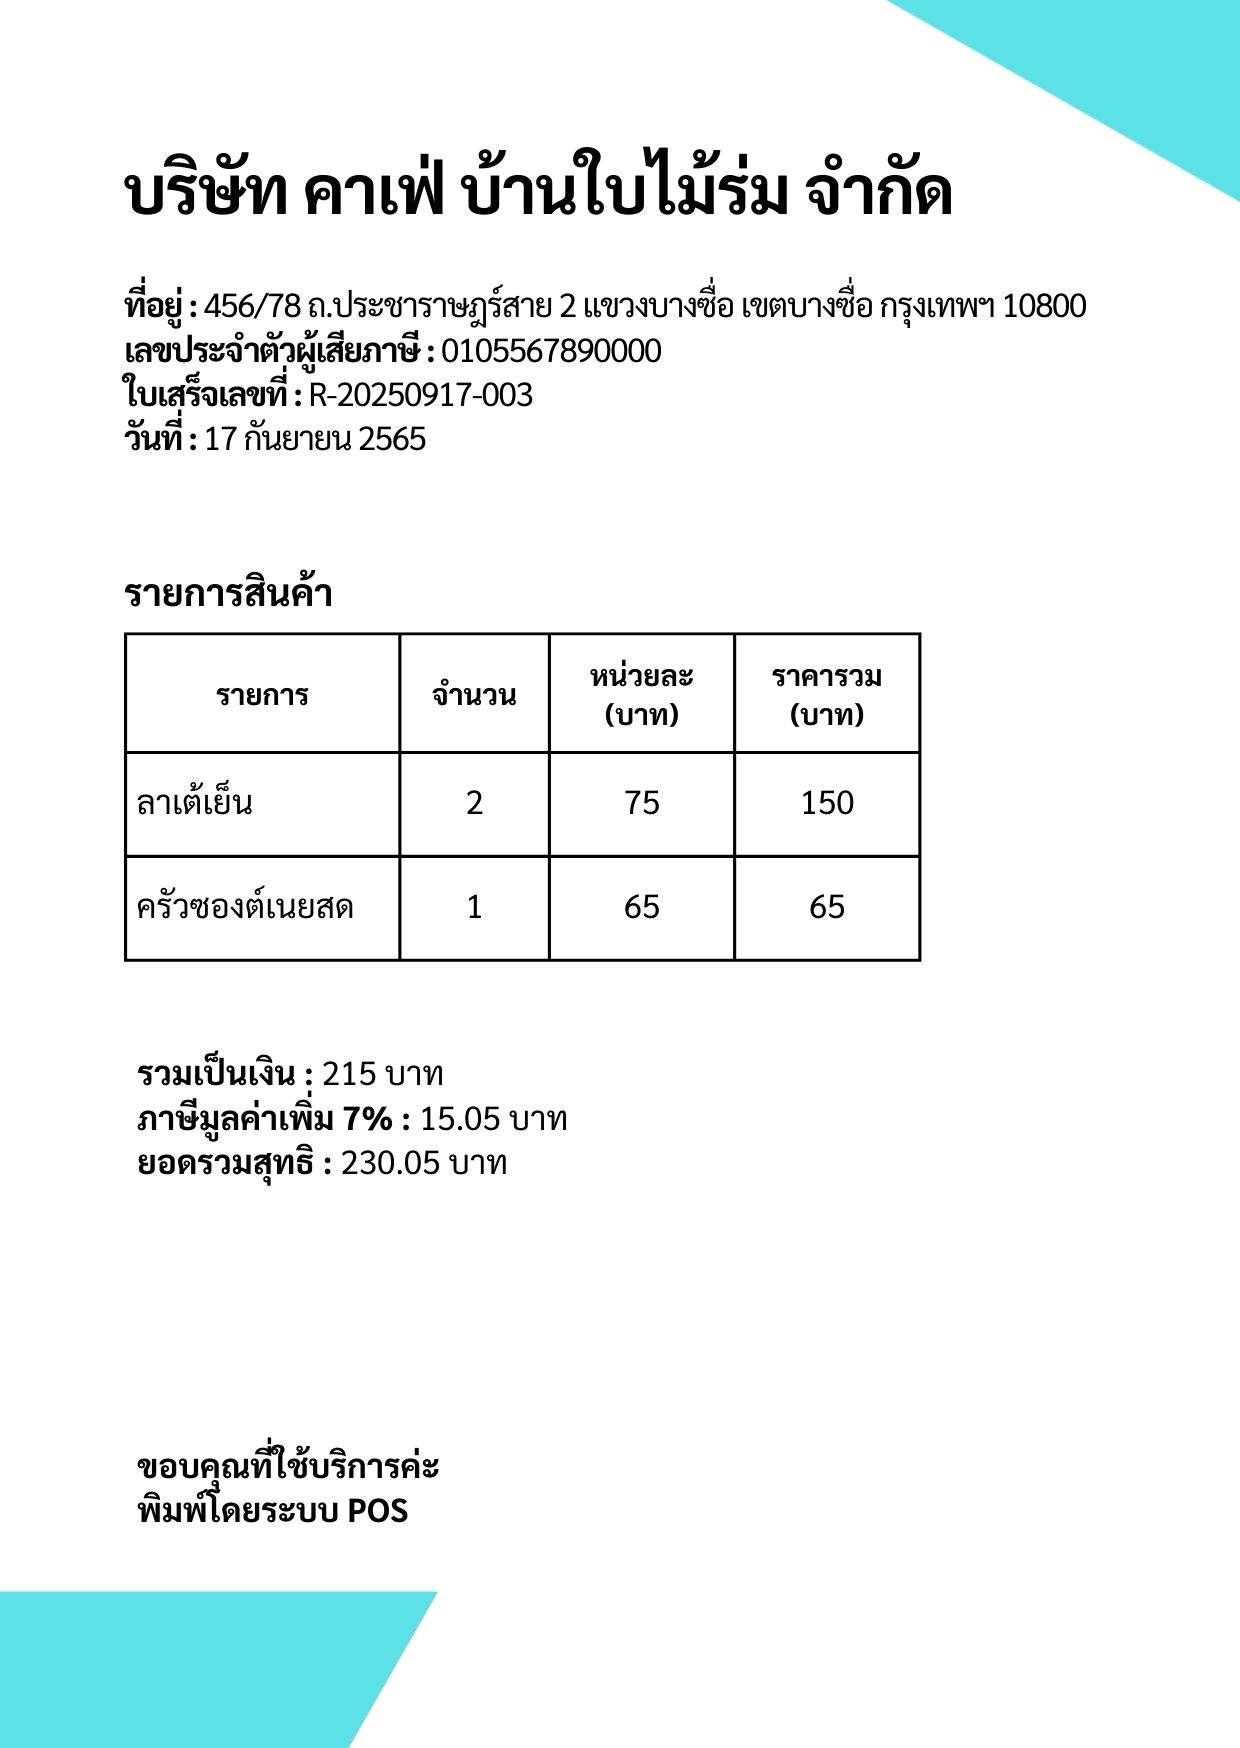 บริษัท คาเฟ่ บ้านใบไม้ร่ม จำกัด
ที่อยู่ : 456/78 ถ.ประชาราษฎร์สาย 2 แขวงบางซื่อ เขตบางซื่อ กรุงเทพฯ 10800
เลขประจำตัวผู้เสียภาษี : 0105567890000
ใบเสร็จเลขที่ : R-20250917-003
วันที่ : 17 กันยายน 2565
รายการสินค้า
รายการ จำนวน หน่วยละ (บาท) ราคารวม (บาท)
ลาเต้เย็น 2 75 150
ครัวซองต์เนยสด 1 65 65
รวมเป็นเงิน : 215 บาท
ภาษีมูลค่าเพิ่ม 7% : 15.05 บาท
ยอดรวมสุทธิ : 230.05 บาท
ขอบคุณที่ใช้บริการค่ะ
พิมพ์โดยระบบ POS